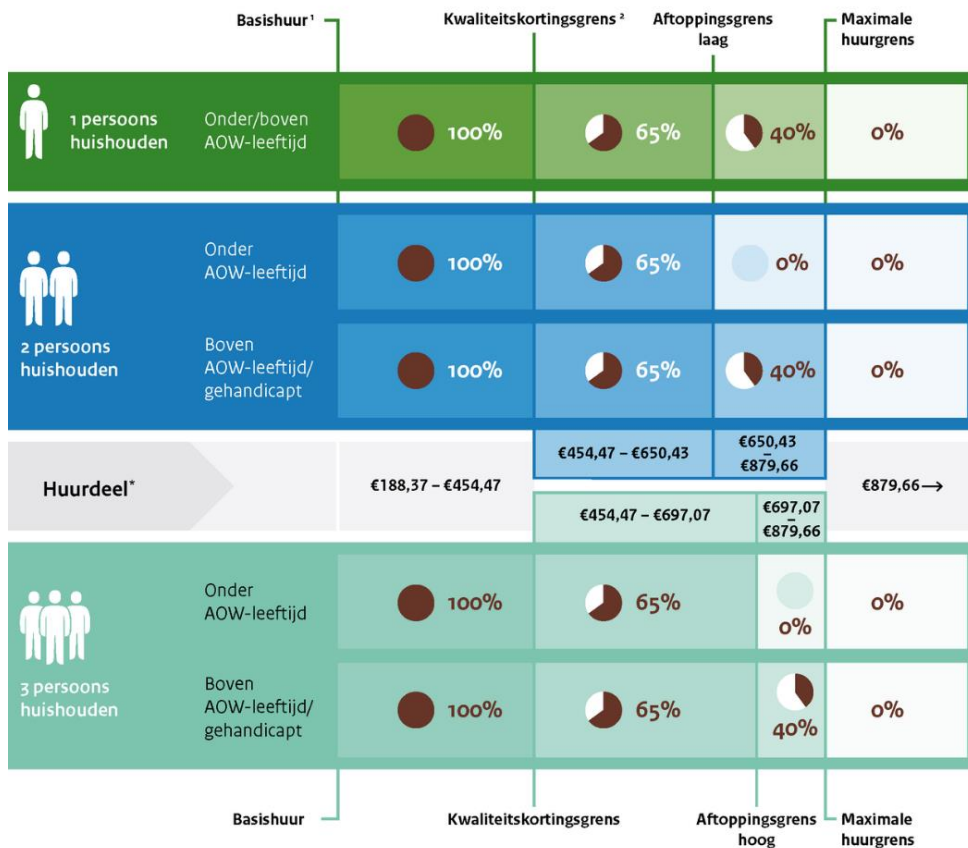 Basishuur ¹
Kwaliteitskortingsgrens ²
Aftoppingsgrens
laag
Maximale
huurgrens
1 persoons
huishouden
Onder/boven
AOW-leeftijd
100%
65%
40%
0%
Onder
AOW-leeftijd
100%
65%
0%
0%
2 persoons
huishouden
Boven
AOW-leeftijd/
gehandicapt
100%
65%
40%
0%
Huurdeel*
€188,37 – €454,47
€454,47 – €650,43
€650,43
–
€879,66
€879,66→
€454,47 – €697,07
€697,07
–
€879,66
Onder
AOW-leeftijd
100%
65%
0%
0%
3 persoons
huishouden
Boven
AOW-leeftijd/
gehandicapt
100%
65%
40%
0%
Basishuur
Kwaliteitskortingsgrens
Aftoppingsgrens
hoog
Maximale
huurgrens